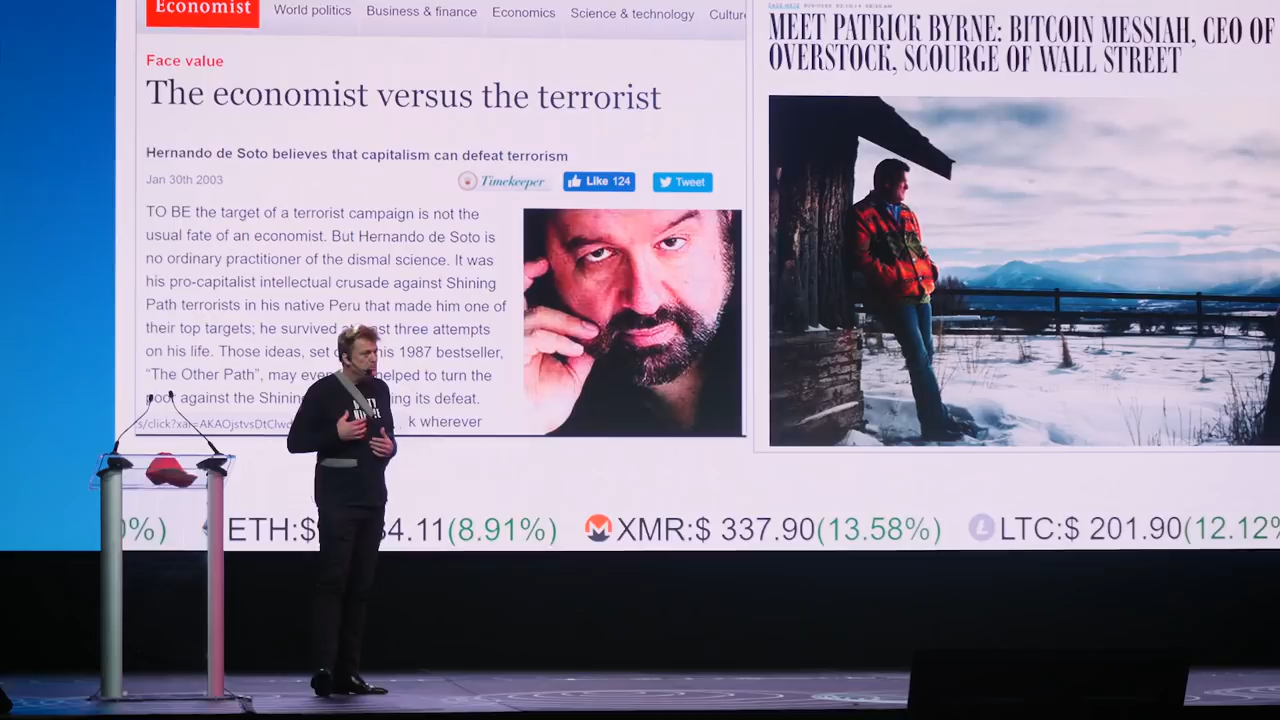 Economist
World politics Business & finance Economics Science & technology Cultur
Face value
The economist versus the terrorist
Hernando de Soto believes that capitalism can defeat terrorism
Jan 30th 2003
Timekeeper
Like 124
Tweet
TO BE the target of a terrorist campaign is not the
usual fate of an economist. But Hernando de Soto is
no ordinary practitioner of the dismal science. It was
his pro-capitalist intellectual crusade against Shining
Path terrorists in his native Peru that made him one of
their top targets; he survived st three attempts
on his life. Those ideas, set his 1987 bestseller,
“The Other Path”, may even helped to turn the
poor against the Shining ng its defeat.
k wherever
MEET PATRICK BYRNE: BITCOIN MESSIAH, CEO OF
OVERSTOCK, SCOURGE OF WALL STREET
0%) ETH:$ 4.11(8.91%) XMR:$ 337.90(13.58%) LTC:$ 201.90(12.12%